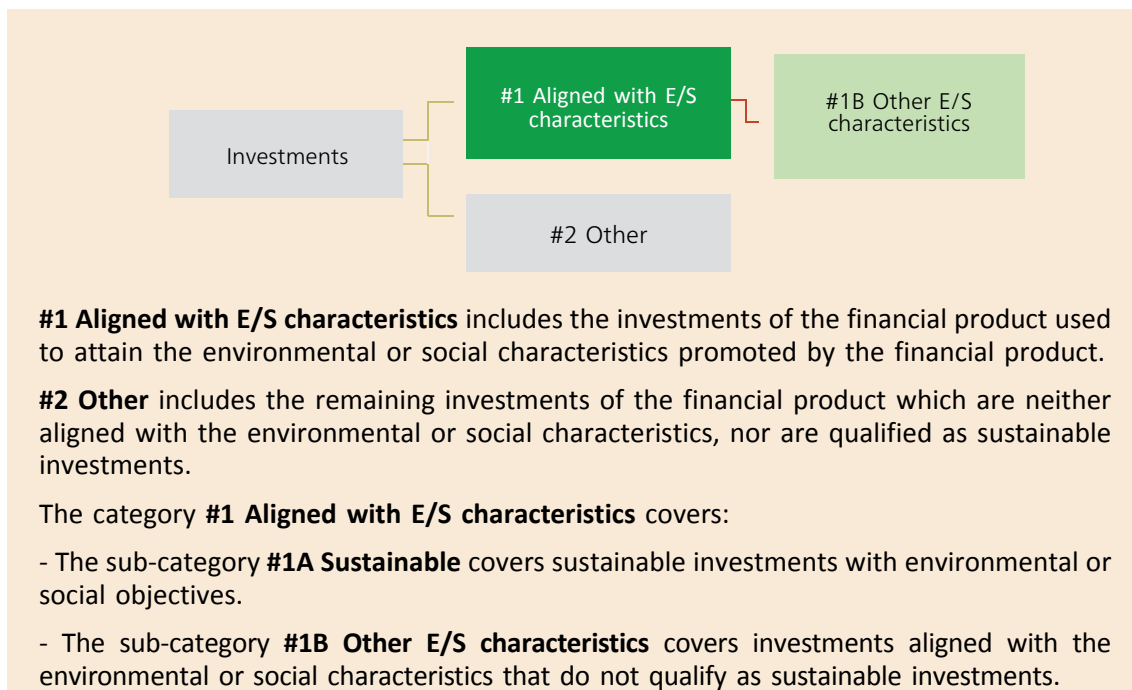 #1 Aligned with E/S
characteristics
#1B Other E/S
characteristics
Investments
#2 Other
#1 Aligned with E/S characteristics includes the investments of the financial product used
to attain the environmental or social characteristics promoted by the financial product.
#2 Other includes the remaining investments of the financial product which are neither
aligned with the environmental or social characteristics, nor are qualified as sustainable
investments.
The category #1 Aligned with E/S characteristics covers:
- The sub-category #1A Sustainable covers sustainable investments with environmental or
social objectives.
- The sub-category #1B Other E/S characteristics covers investments aligned with the
environmental or social characteristics that do not qualify as sustainable investments.